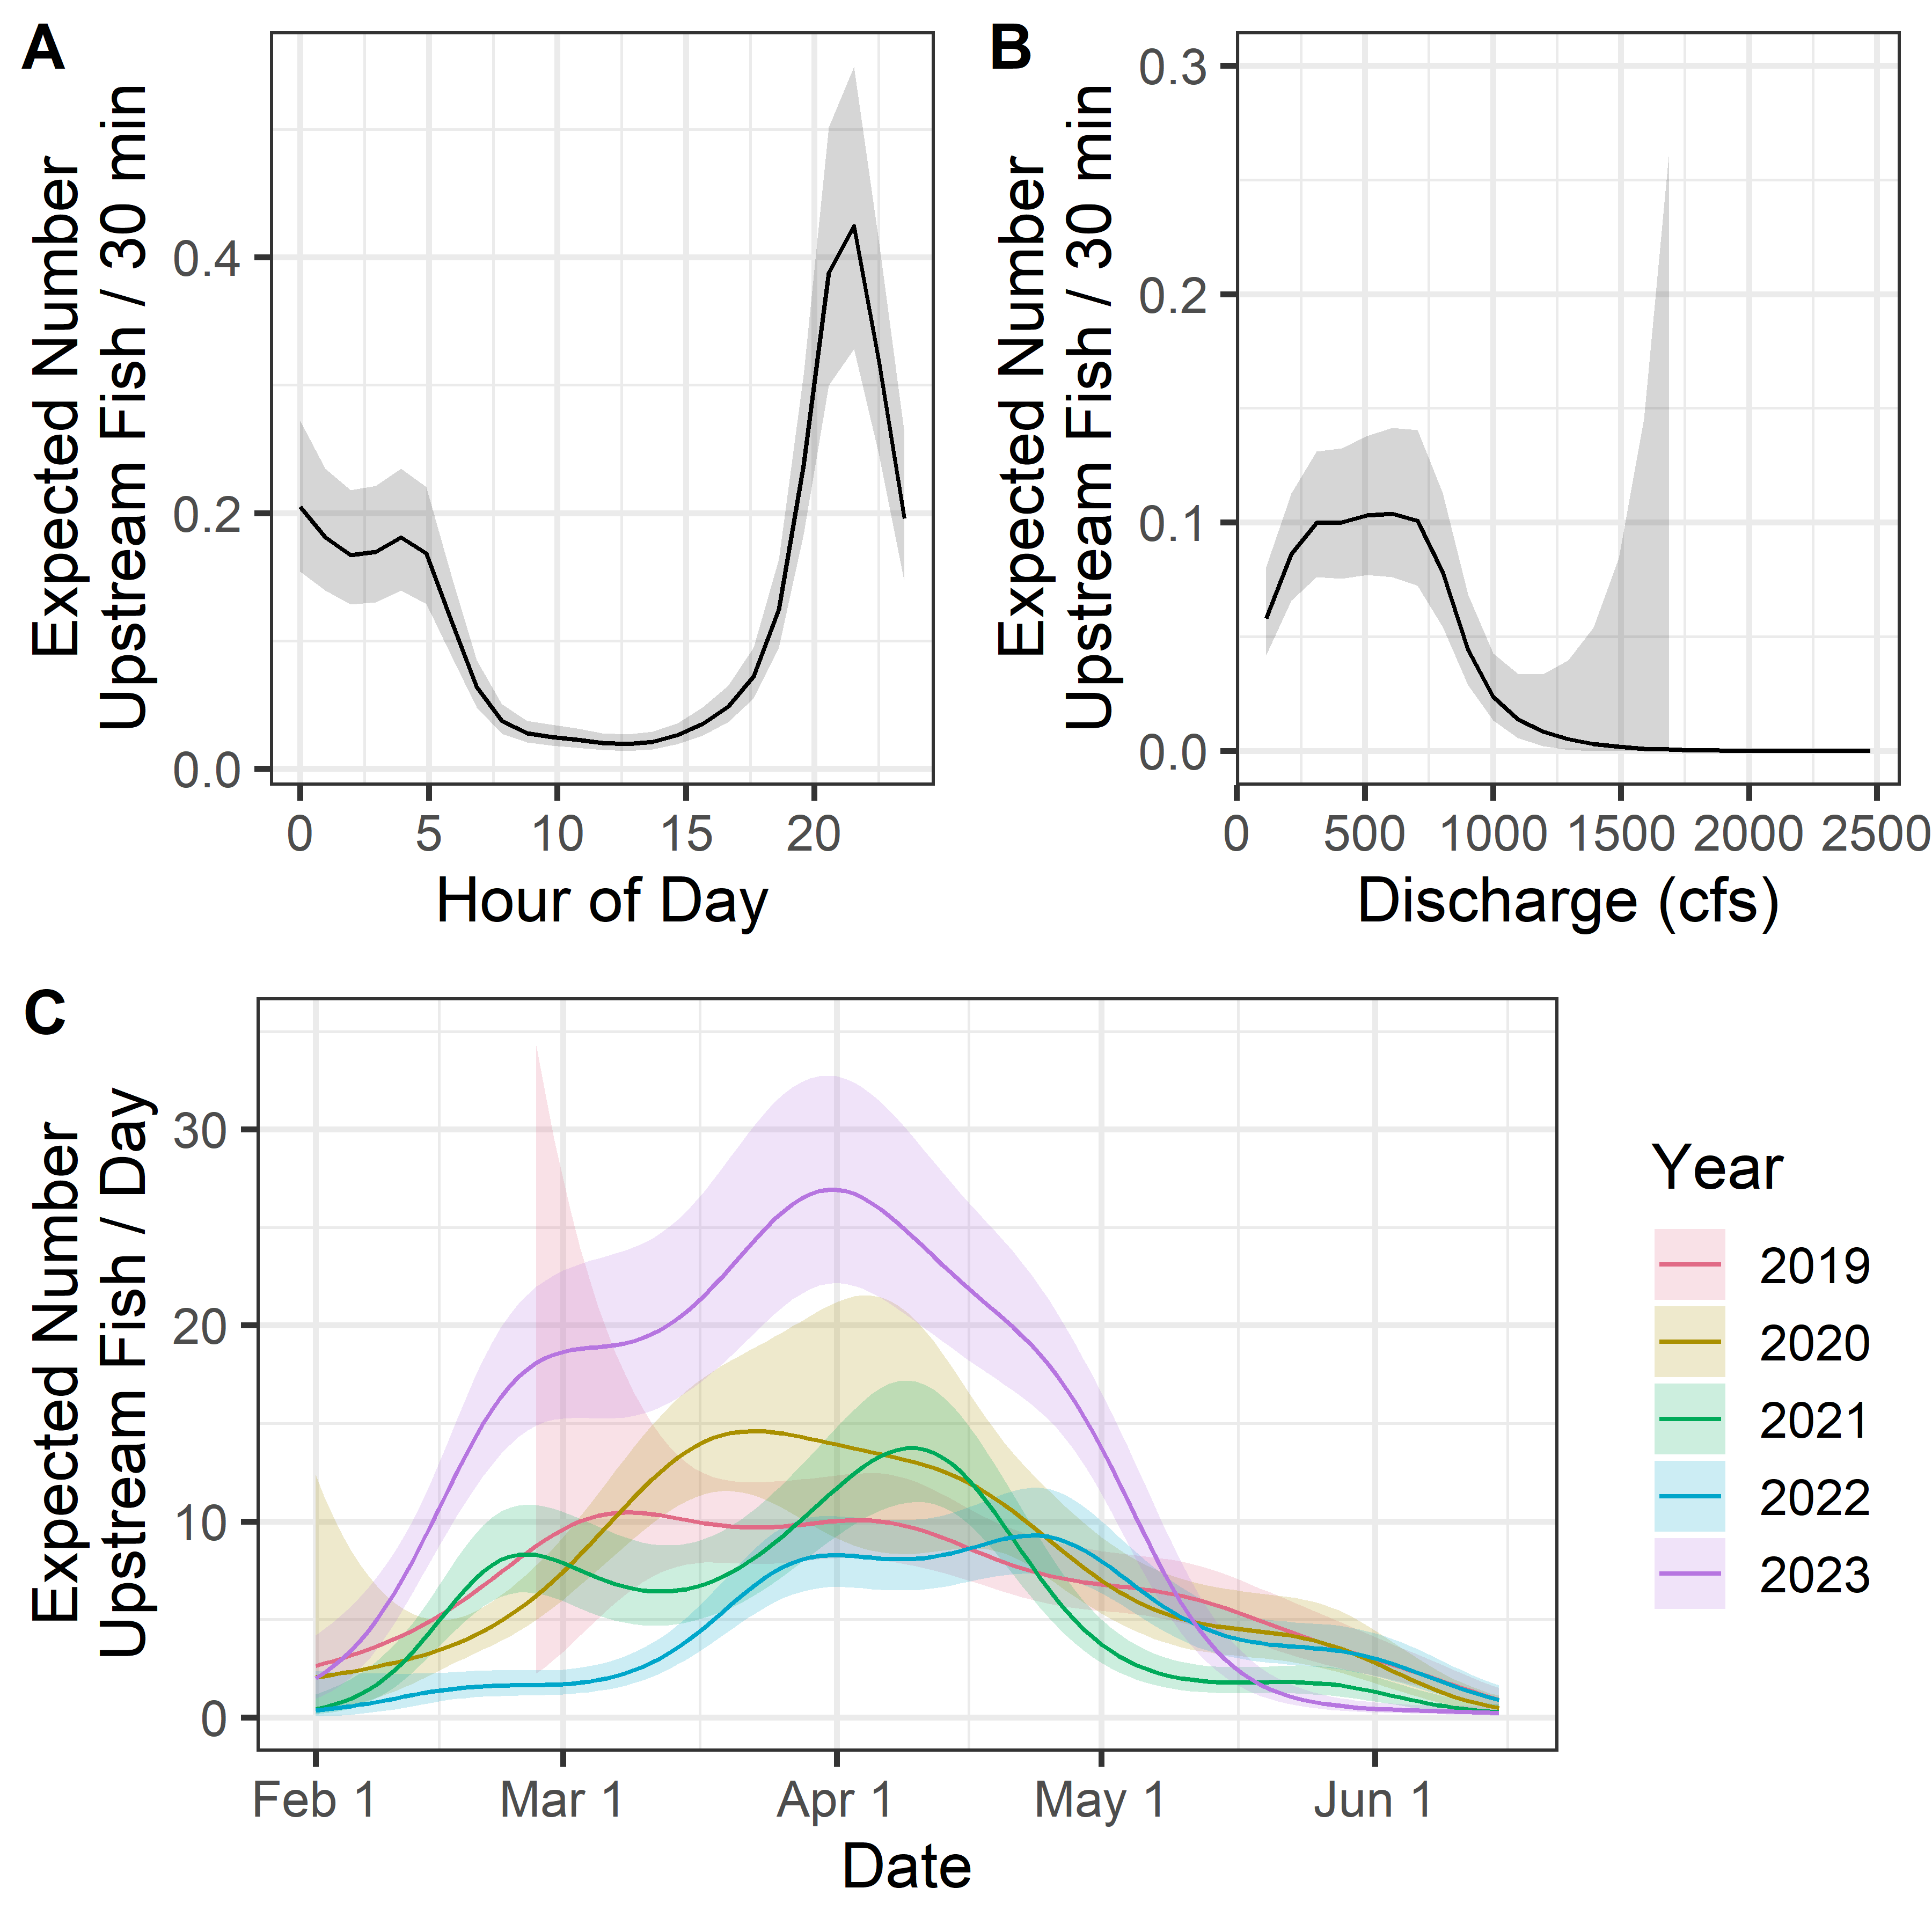 A
Expected Number
Upstream Fish / 30 min
0.4
0.2
0.0
0 5 10 15 20
Hour of Day
B
Expected Number
Upstream Fish / 30 min
0.3
0.2
0.1
0.0
0 500 1000 1500 2000 2500
Discharge (cfs)
C
Expected Number
Upstream Fish / Day
30
20
10
0
Feb 1 Mar 1 Apr 1 May 1 Jun 1
Date
Year
2019
2020
2021
2022
2023